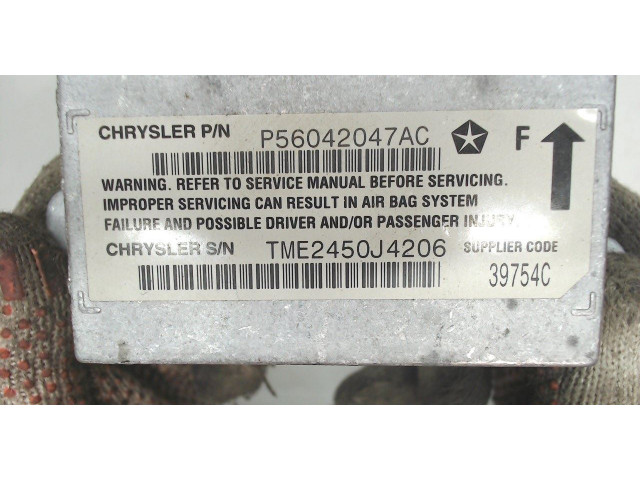 CHRYSLER P/N P56042047AC F
WARNING. REFER TO SERVICE MANUAL BEFORE SERVICING.
IMPROPER SERVICING CAN RESULT IN AIR BAG SYSTEM
FAILURE AND POSSIBLE DRIVER AND/OR PASSENGER INJURY
CHRYSLER S/N TME2450J4206 SUPPLIER CODE
39754C